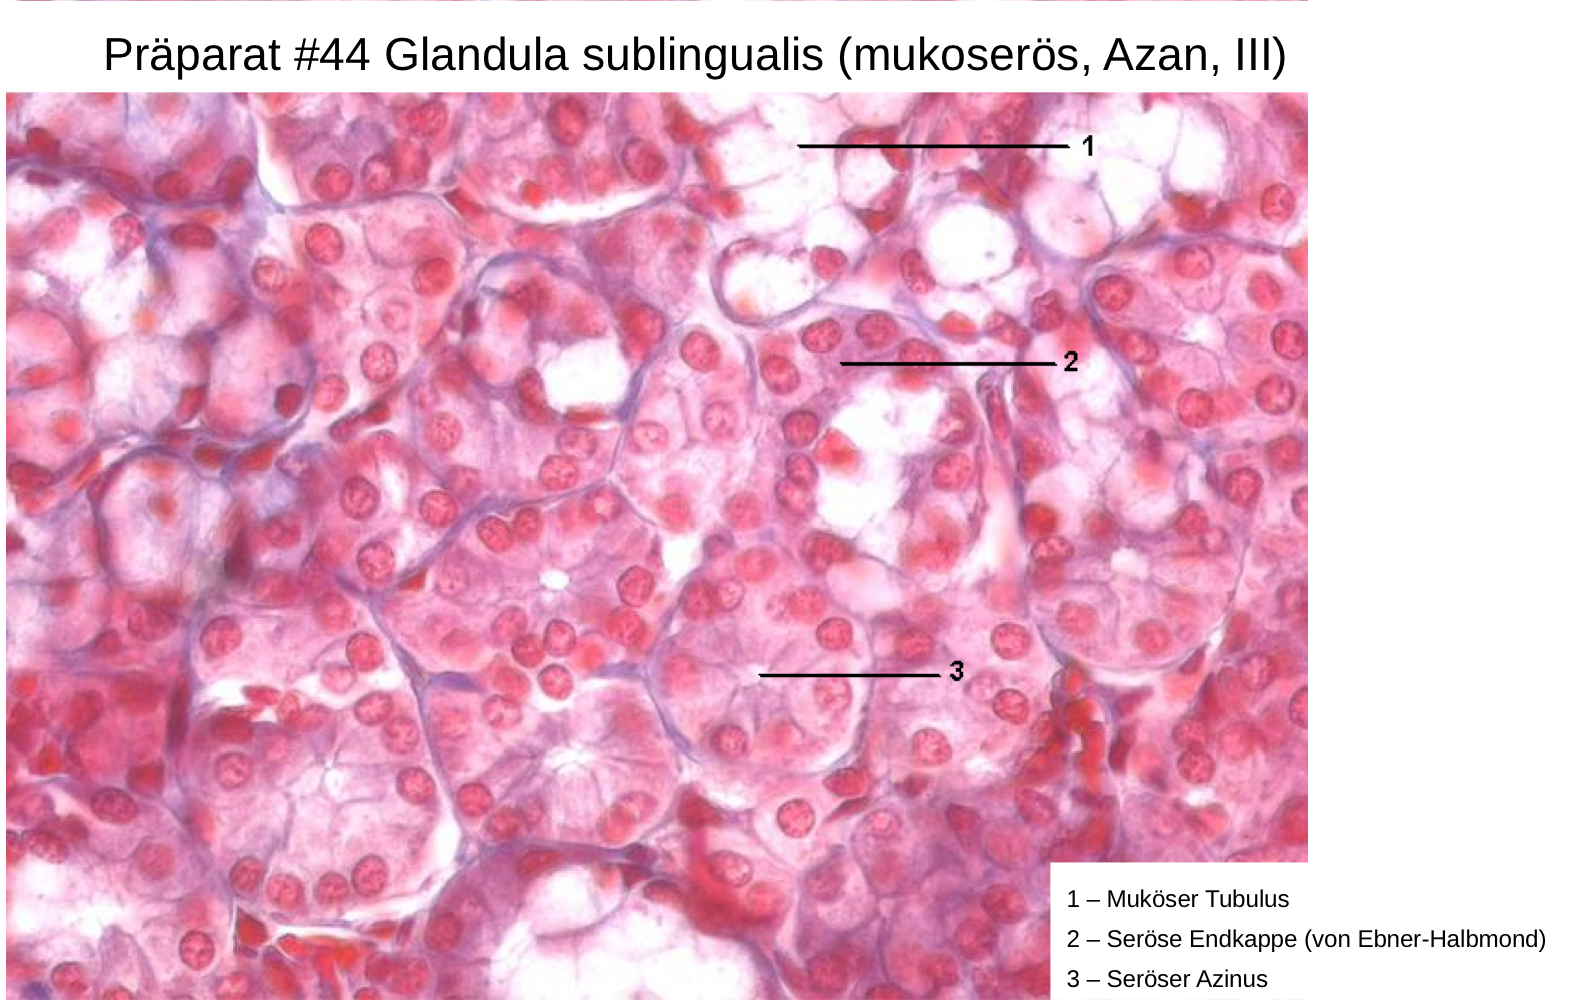 Präparat #44 Glandula sublingualis (mukoserös, Azan, III)
1
2
3
1 – Muköser Tubulus
2 – Seröse Endkappe (von Ebner-Halbmond)
3 – Seröser Azinus